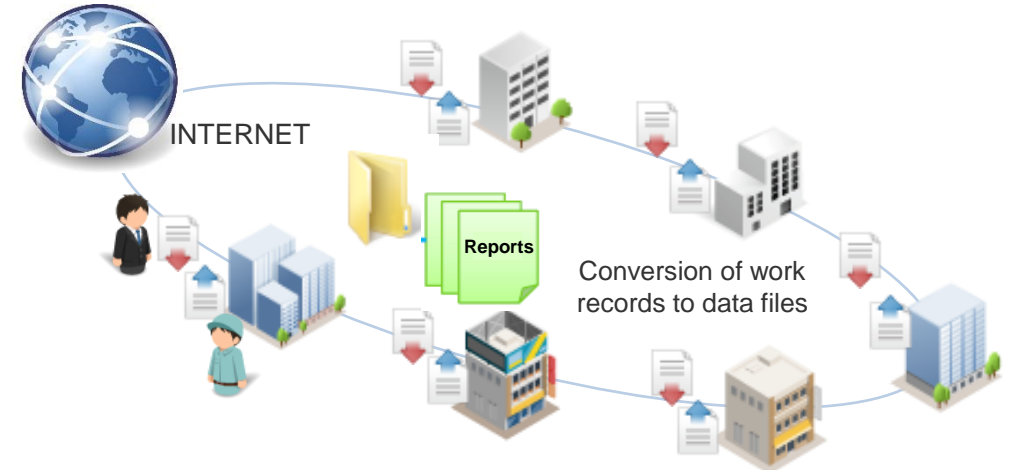 INTERNET
Reports
Conversion of work
records to data files